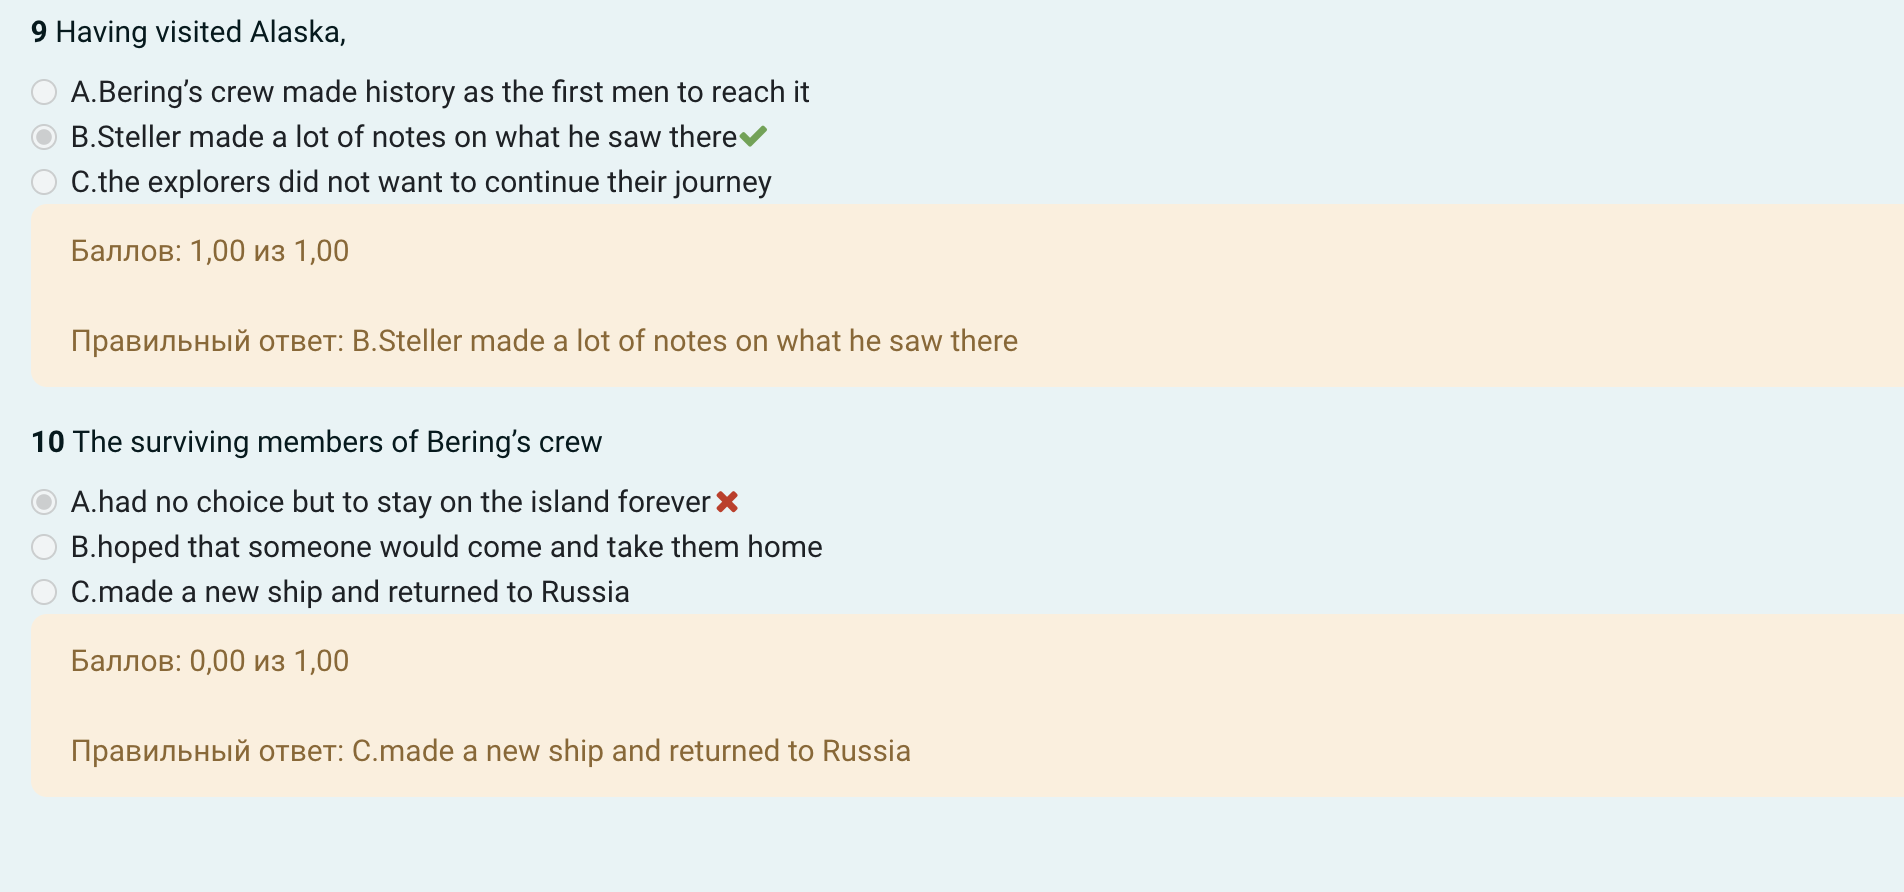 9 Having visited Alaska,
A.Bering’s crew made history as the first men to reach it
B.Steller made a lot of notes on what he saw there
C.the explorers did not want to continue their journey
Баллов: 1,00 из 1,00
Правильный ответ: B.Steller made a lot of notes on what he saw there
10 The surviving members of Bering’s crew
A.had no choice but to stay on the island forever
B.hoped that someone would come and take them home
C.made a new ship and returned to Russia
Баллов: 0,00 из 1,00
Правильный ответ: C.made a new ship and returned to Russia